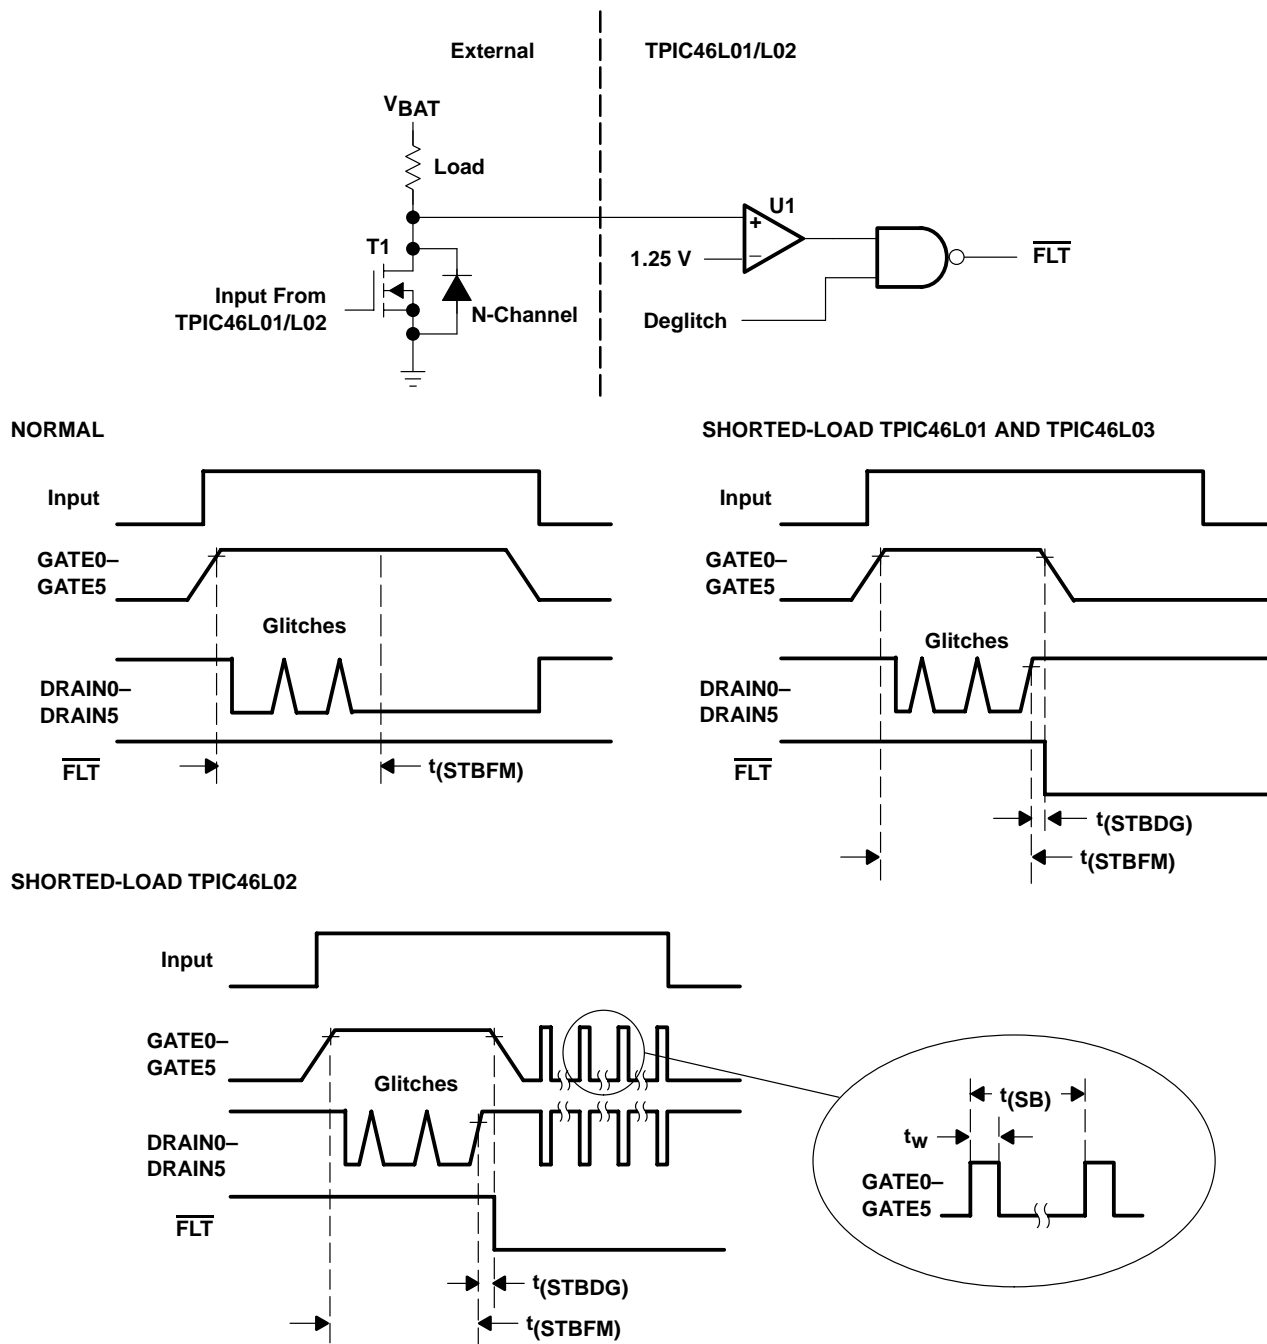 External
TPIC46L01/L02
VBAT
Load
U1
T1
+
–
1.25 V
FLT
Input From
TPIC46L01/L02
N-Channel
Deglitch
NORMAL
Input
GATE0–
GATE5
Glitches
DRAIN0–
DRAIN5
FLT
t(STBFM)
SHORTED-LOAD TPIC46L01 AND TPIC46L03
Input
GATE0–
GATE5
Glitches
DRAIN0–
DRAIN5
FLT
t(STBDG)
t(STBFM)
SHORTED-LOAD TPIC46L02
Input
GATE0–
GATE5
Glitches
DRAIN0–
DRAIN5
FLT
t(STBDG)
t(STBFM)
t(SB)
tw
GATE0–
GATE5